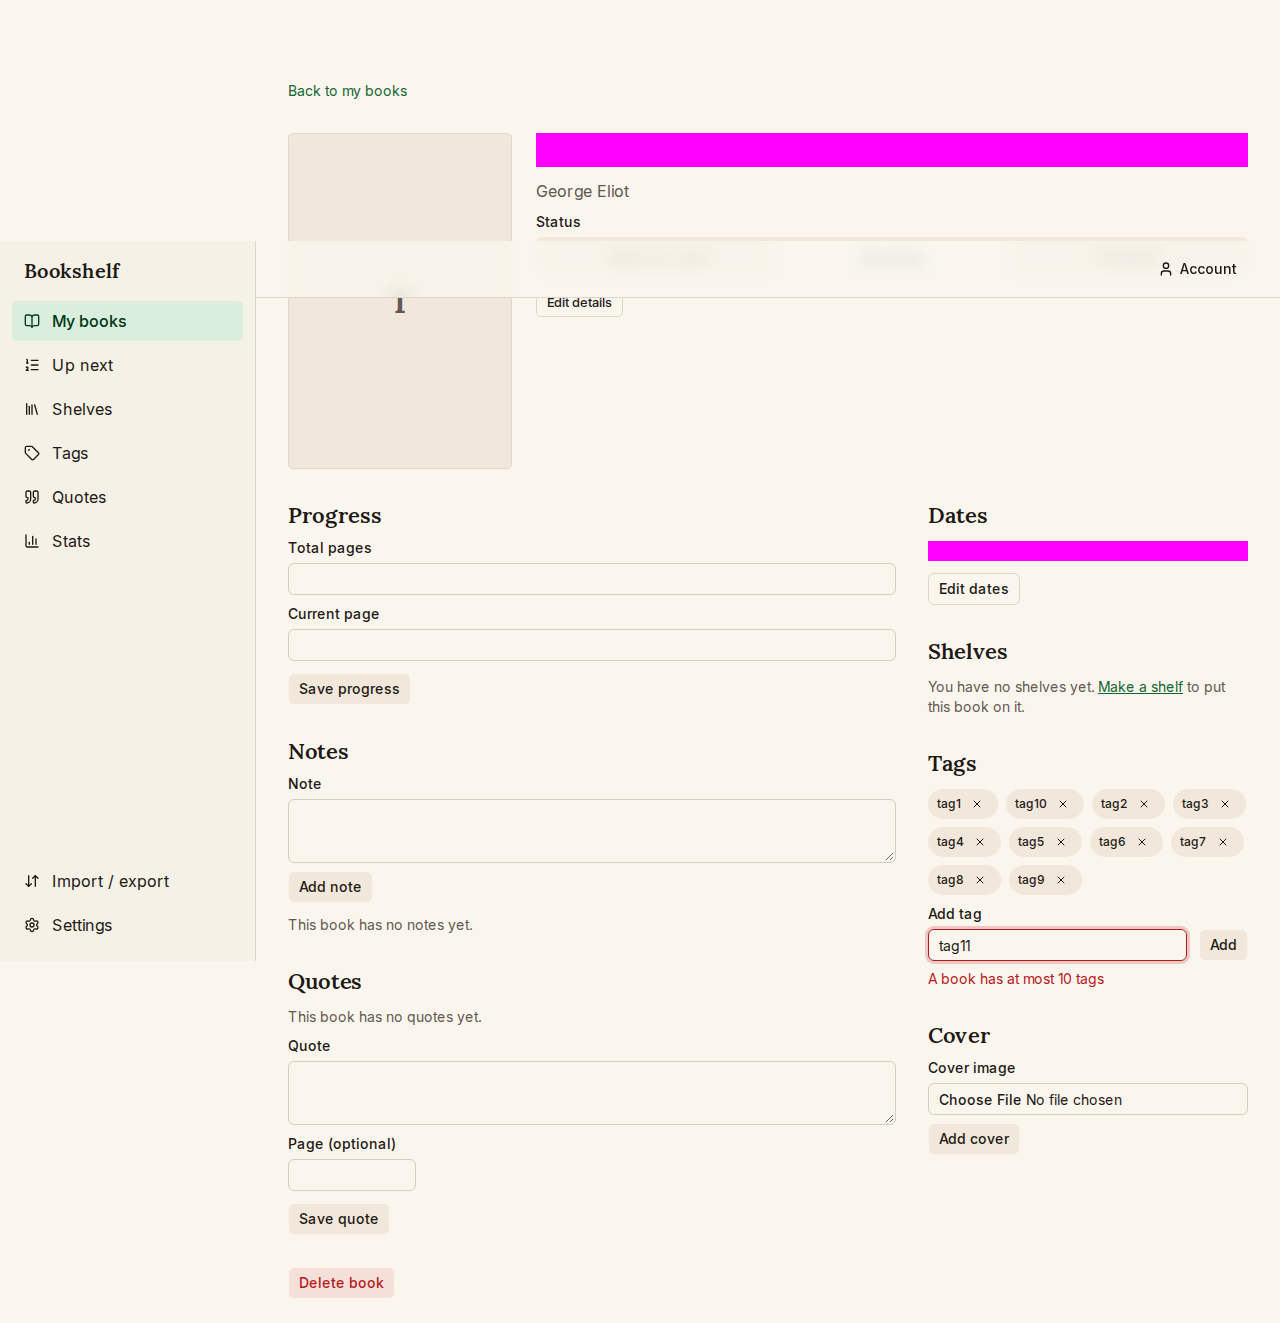 Back to my books
George Eliot
Status
Account
Edit details
Bookshelf
My books
Up next
Shelves
Tags
Quotes
Stats
Import / export
Settings
Progress
Total pages
Current page
Save progress
Notes
Note
Add note
This book has no notes yet.
Quotes
This book has no quotes yet.
Quote
Page (optional)
Save quote
Delete book
Dates
Edit dates
Shelves
You have no shelves yet. Make a shelf to put
this book on it.
Tags
tag1 tag10 tag2 tag3
tag4 tag5 tag6 tag7
tag8 tag9
Add tag
tag11 Add
A book has at most 10 tags
Cover
Cover image
Choose File No file chosen
Add cover